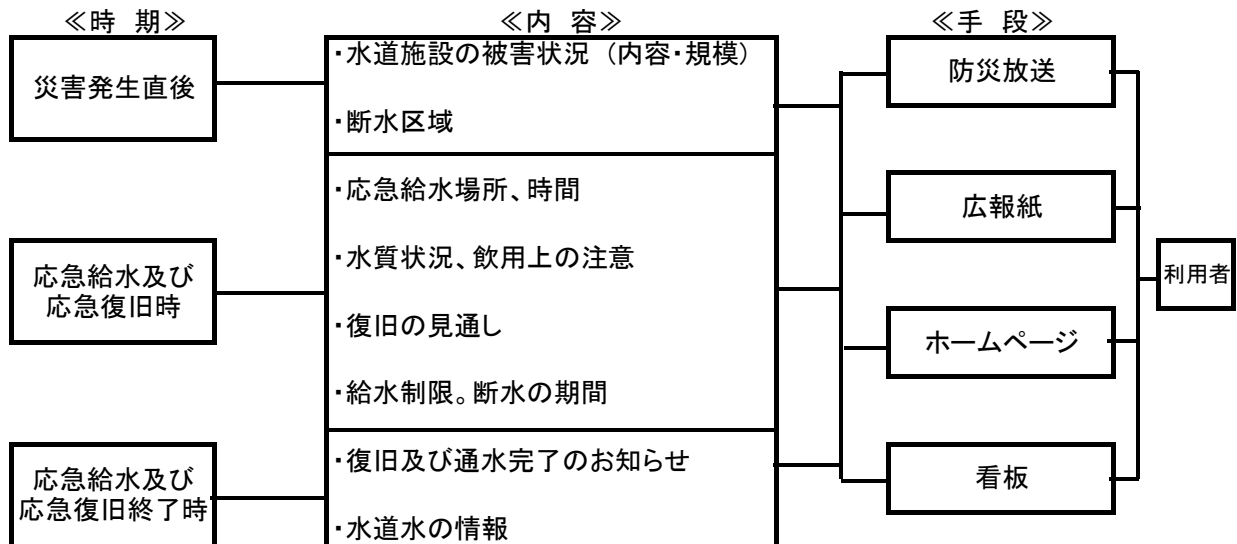 ≪時 期≫
≪内 容≫
≪手 段≫
災害発生直後
・水道施設の被害状況（内容・規模）
・断水区域
防災放送
応急給水及び
応急復旧時
・応急給水場所、時間
・水質状況、飲用上の注意
・復旧の見通し
・給水制限。断水の期間
広報紙
ホームページ
利用者
応急給水及び
応急復旧終了時
・復旧及び通水完了のお知らせ
・水道水の情報
看板